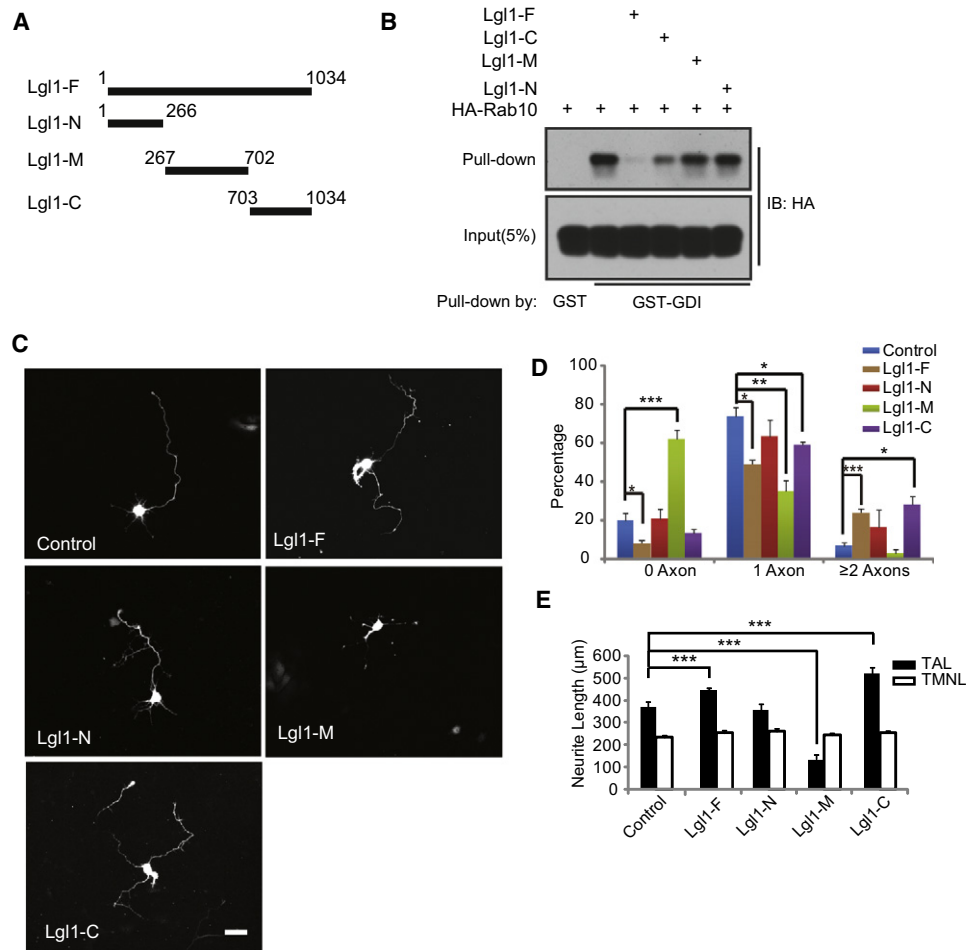 A
Lgl1-F
1
1034
Lgl1-N
1
266
Lgl1-M
267
702
Lgl1-C
703
1034
B
Lgl1-F +
Lgl1-C +
Lgl1-M +
Lgl1-N +
HA-Rab10 + + + + + +
Pull-down
Input(5%)
IB: HA
Pull-down by: GST GST-GDI
C
Control
Lgl1-F
Lgl1-N
Lgl1-M
Lgl1-C
D
Percentage
100
80
60
40
20
0
*
***
*
**
*
***
*
0 Axon 1 Axon ≥2 Axons
Control
Lgl1-F
Lgl1-N
Lgl1-M
Lgl1-C
E
Neurite Length (µm)
600
500
400
300
200
100
0
***
***
***
TAL
TMNL
Control Lgl1-F Lgl1-N Lgl1-M Lgl1-C